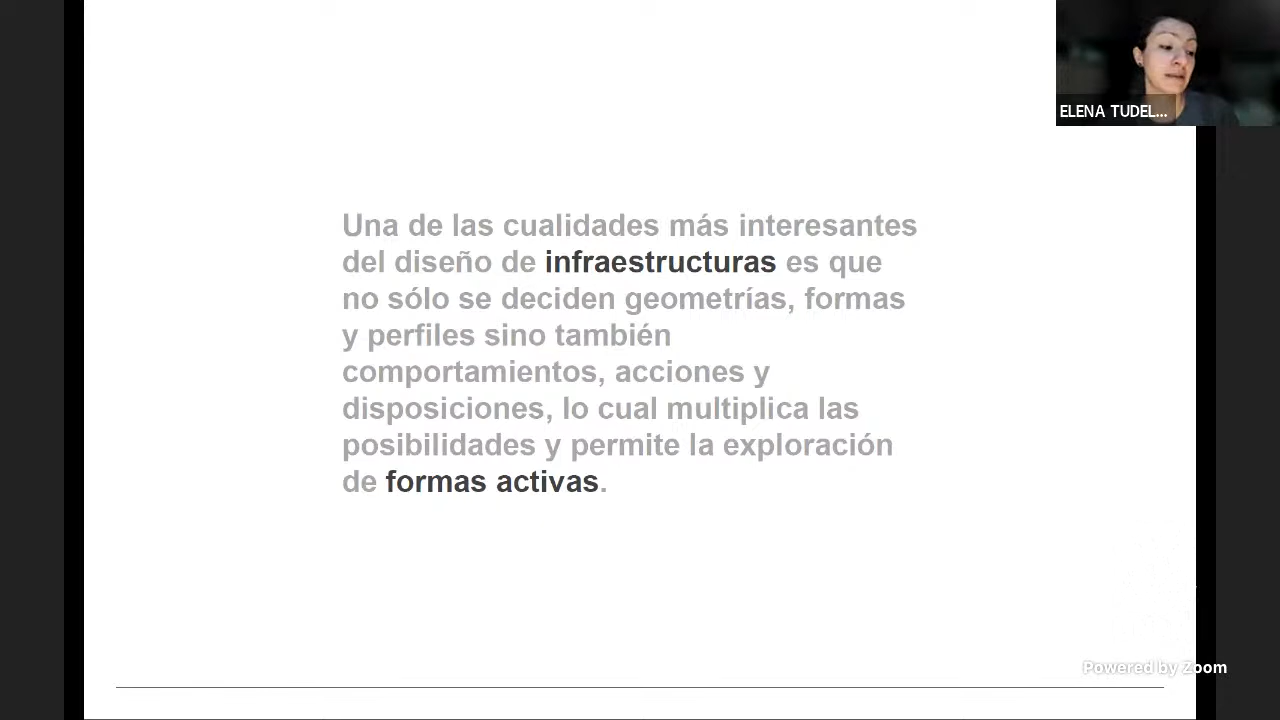 ELENA TUDEL...
Una de las cualidades más interesantes
del diseño de infraestructuras es que
no sólo se deciden geometrías, formas
y perfiles sino también
comportamientos, acciones y
disposiciones, lo cual multiplica las
posibilidades y permite la exploración
de formas activas.
Powered by Zoom